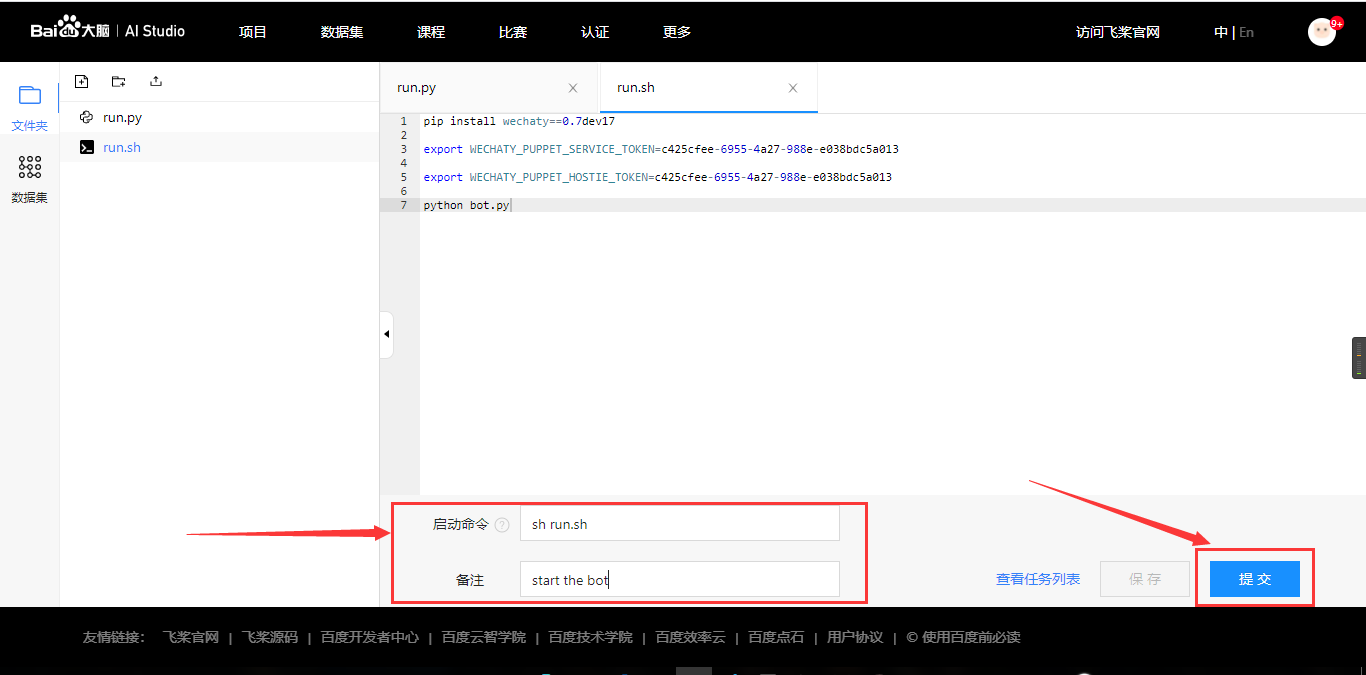 Bai du 大脑 | AI Studio 项目 数据集 课程 比赛 认证 更多 访问飞桨官网 中 | En 9+
文件夹
数据集
run.py
run.sh
run.py
run.sh
1 pip install wechaty==0.7dev17
2
3 export WECHATY_PUPPET_SERVICE_TOKEN=c425cfee-6955-4a27-988e-e038bdc5a013
4
5 export WECHATY_PUPPET_HOSTIE_TOKEN=c425cfee-6955-4a27-988e-e038bdc5a013
6
7 python bot.py
启动命令 ? sh run.sh
备注 start the bot
查看任务列表 保存 提交
友情链接： 飞桨官网 | 飞桨源码 | 百度开发者中心 | 百度云智学院 | 百度技术学院 | 百度效率云 | 百度点石 | 用户协议 | © 使用百度前必读